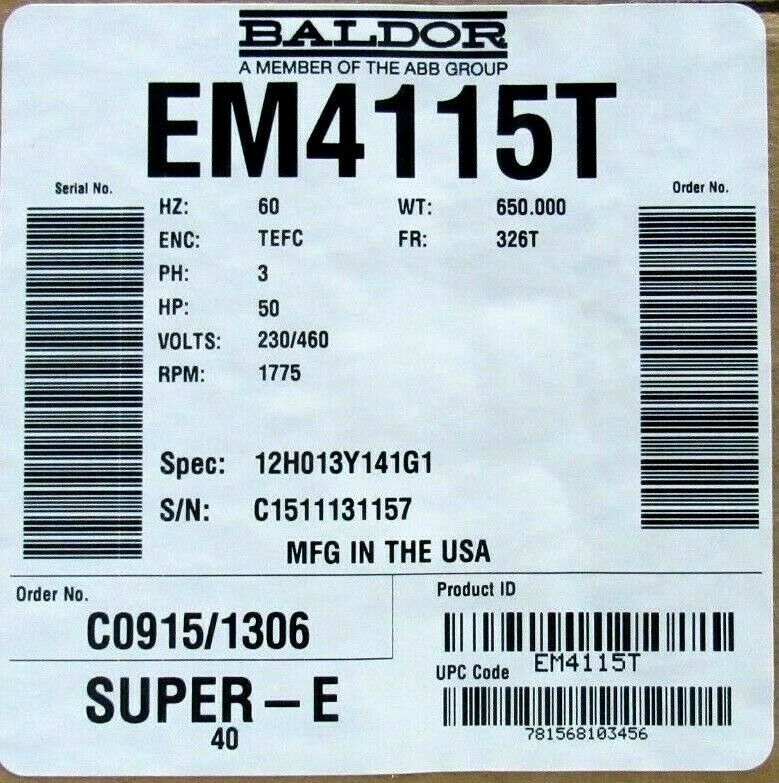 BALDOR
A MEMBER OF THE ABB GROUP
EM4115T
Serial No.
Order No.
HZ: 60 WT: 650.000
ENC: TEFC FR: 326T
PH: 3
HP: 50
VOLTS: 230/460
RPM: 1775
Spec: 12H013Y141G1
S/N: C1511131157
MFG IN THE USA
Order No.
C0915/1306
SUPER – E
40
Product ID
EM4115T
UPC Code
781568103456